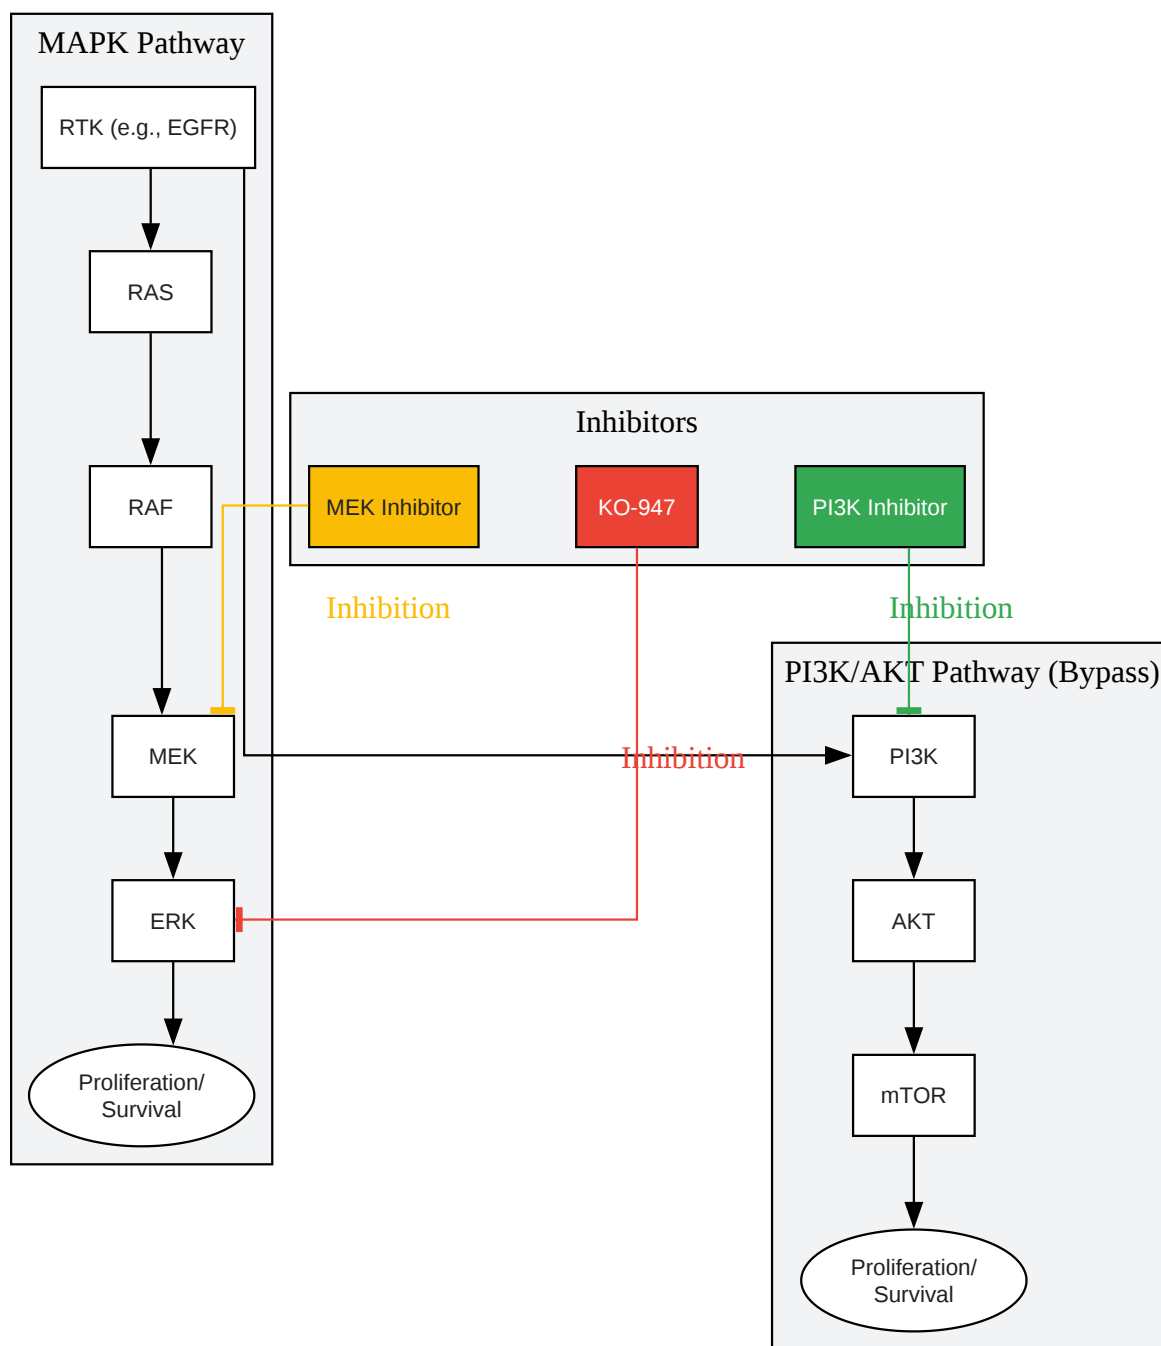 MAPK Pathway
RTK (e.g., EGFR)
RAS
RAF
MEK
ERK
Proliferation/
Survival
Inhibitors
MEK Inhibitor
KO-947
PI3K Inhibitor
Inhibition
Inhibition
Inhibition
PI3K/AKT Pathway (Bypass)
PI3K
AKT
mTOR
Proliferation/
Survival